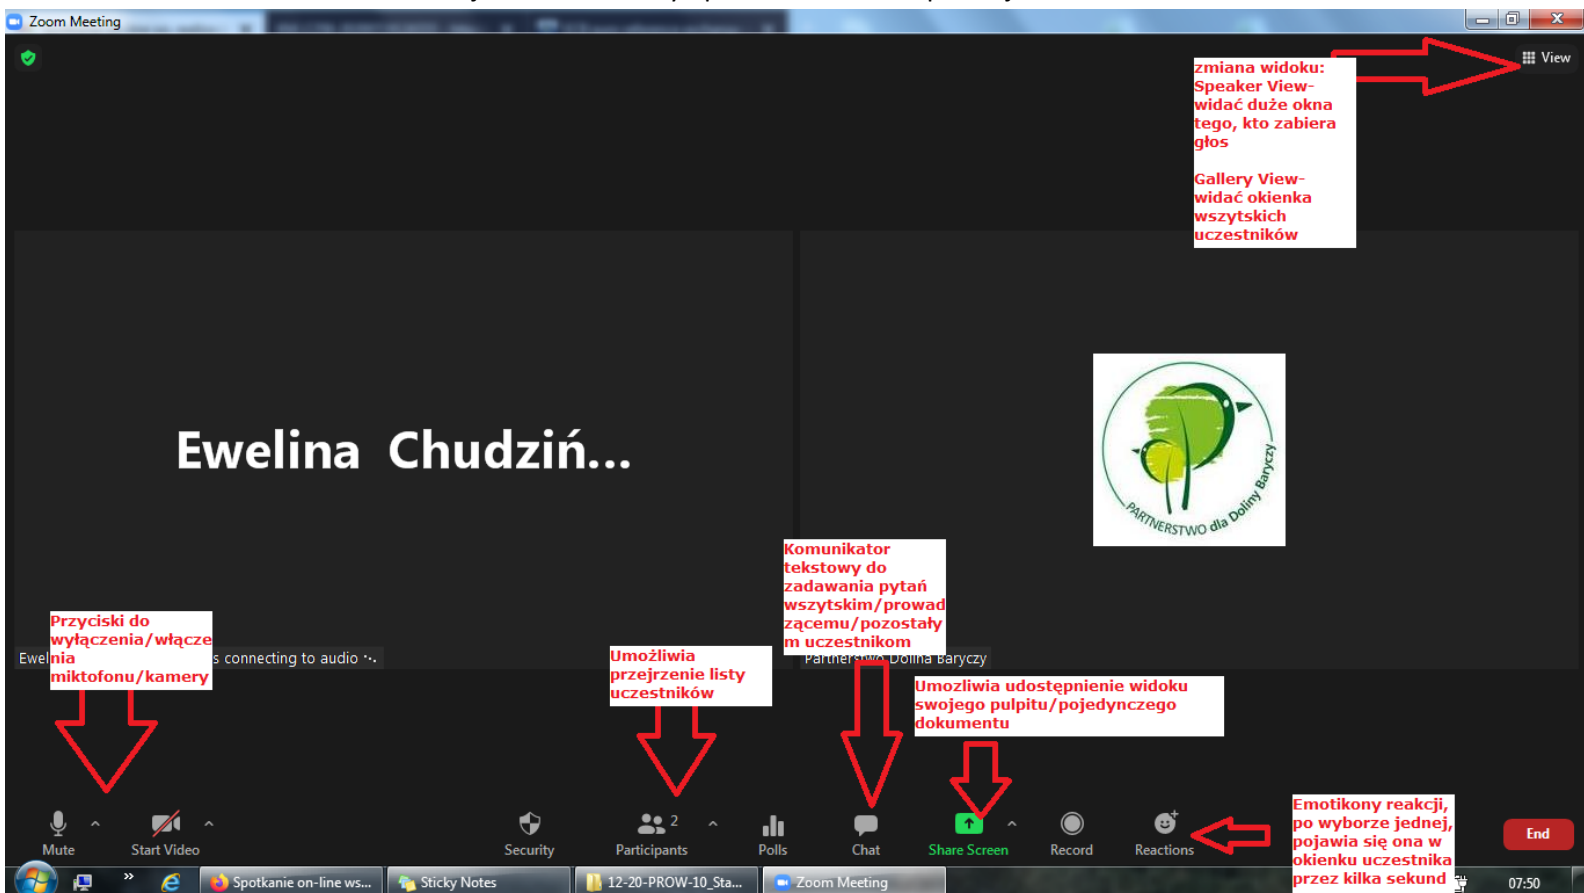 Zoom Meeting
View
zmiana widoku:
Speaker View-
widać duże okna
tego, kto zabiera
głos
Gallery View-
widać okienka
wszytskich
uczestników
Ewelina Chudziń...
PARTNERSTWO dla Doliny Baryczy
Komunikator
tekstowy do
zadawania pytań
wszytskim/prowad
zącemu/pozostały
m uczestnikom
Przyciski do
wyłączenia/włącze
nia
miktofonu/kamery
Ewel
s connecting to audio
Partnerstwo Dolina Baryczy
Umożliwia
przejrzenie listy
uczestników
Umozliwia udostępnienie widoku
swojego pulpitu/pojedynczego
dokumentu
Emotikony reakcji,
po wyborze jednej,
pojawia się ona w
okienku uczestnika
przez kilka sekund
Mute
Start Video
Security
2
Participants
Polls
Chat
Share Screen
Record
Reactions
End
»
Spotkanie on-line ws...
Sticky Notes
12-20-PROW-10_Sta...
Zoom Meeting
07:50